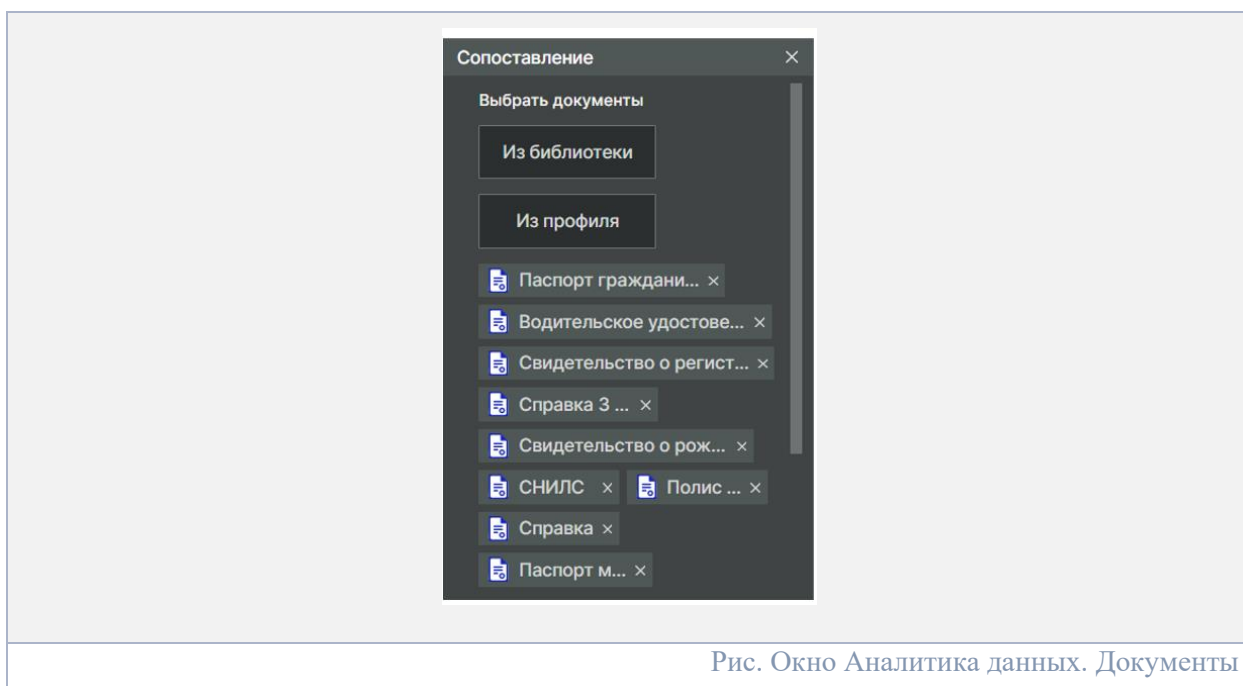 Сопоставление ×
Выбрать документы
Из библиотеки
Из профиля
Паспорт граждани... ×
Водительское удостове... ×
Свидетельство о регист... ×
Справка 3 ... ×
Свидетельство о рож... ×
СНИЛС × Полис ... ×
Справка ×
Паспорт м... ×
Рис. Окно Аналитика данных. Документы